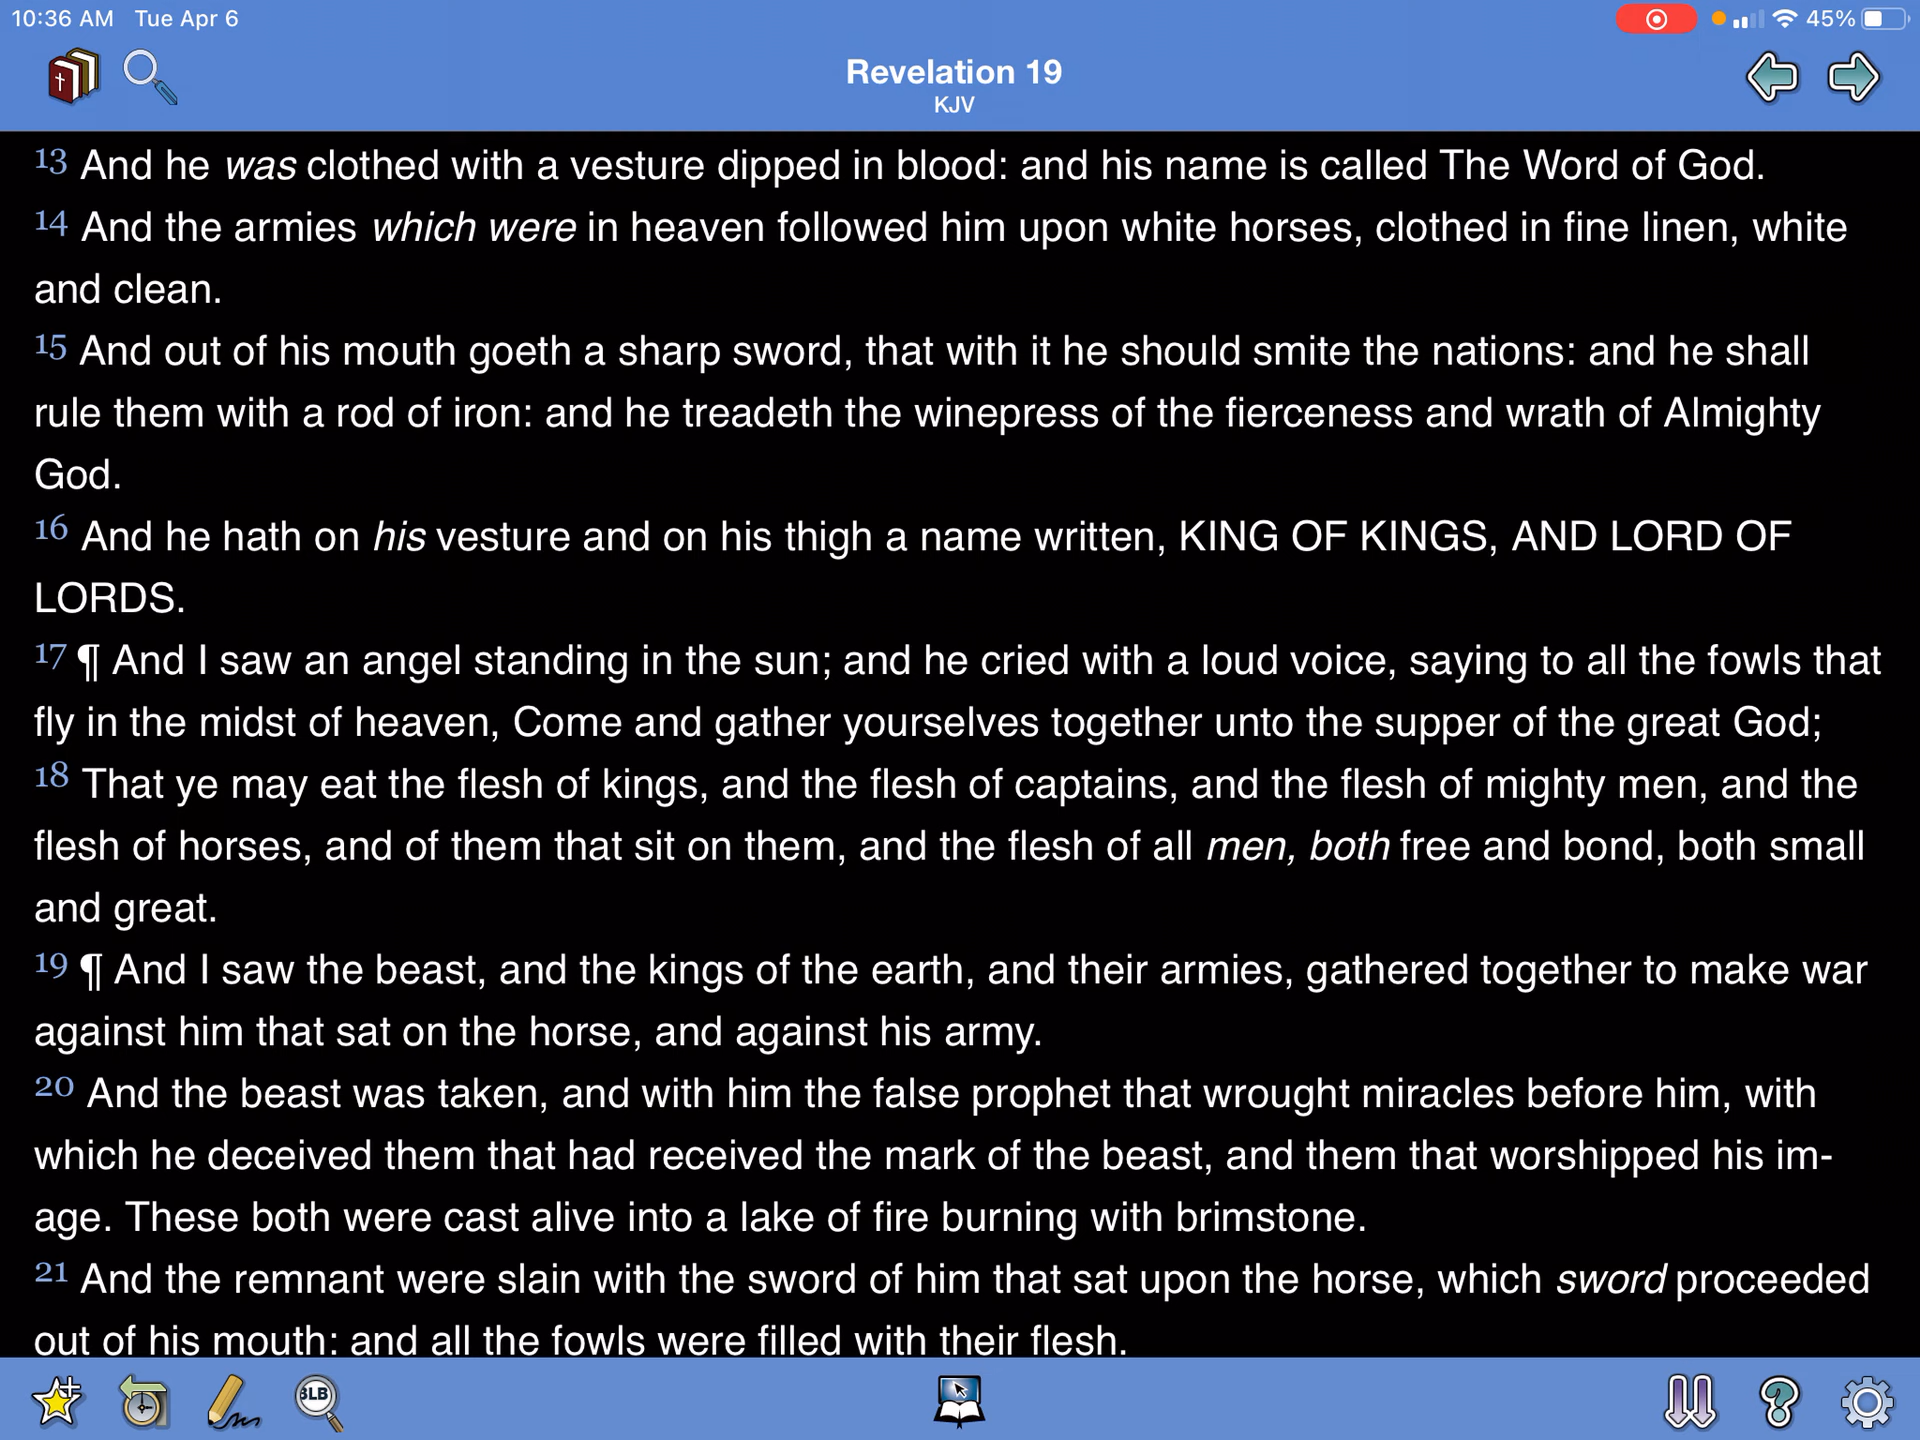 10:36 AM Tue Apr 6
45%
Revelation 19
KJV
13 And he was clothed with a vesture dipped in blood: and his name is called The Word of God.
14 And the armies which were in heaven followed him upon white horses, clothed in fine linen, white
and clean.
15 And out of his mouth goeth a sharp sword, that with it he should smite the nations: and he shall
rule them with a rod of iron: and he treadeth the winepress of the fierceness and wrath of Almighty
God.
16 And he hath on his vesture and on his thigh a name written, KING OF KINGS, AND LORD OF
LORDS.
17 ¶ And I saw an angel standing in the sun; and he cried with a loud voice, saying to all the fowls that
fly in the midst of heaven, Come and gather yourselves together unto the supper of the great God;
18 That ye may eat the flesh of kings, and the flesh of captains, and the flesh of mighty men, and the
flesh of horses, and of them that sit on them, and the flesh of all men, both free and bond, both small
and great.
19 ¶ And I saw the beast, and the kings of the earth, and their armies, gathered together to make war
against him that sat on the horse, and against his army.
20 And the beast was taken, and with him the false prophet that wrought miracles before him, with
which he deceived them that had received the mark of the beast, and them that worshipped his im-
age. These both were cast alive into a lake of fire burning with brimstone.
21 And the remnant were slain with the sword of him that sat upon the horse, which sword proceeded
out of his mouth: and all the fowls were filled with their flesh.
BLB